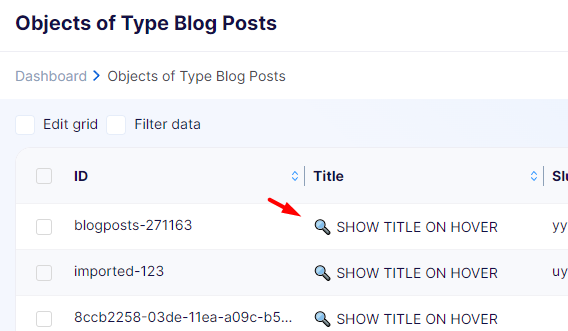 Objects of Type Blog Posts
Dashboard > Objects of Type Blog Posts
Edit grid Filter data
ID Title Slu
blogposts-271163 🔍 SHOW TITLE ON HOVER yy
imported-123 🔍 SHOW TITLE ON HOVER uy
8ccb2258-03de-11ea-a09c-b5... 🔍 SHOW TITLE ON HOVER